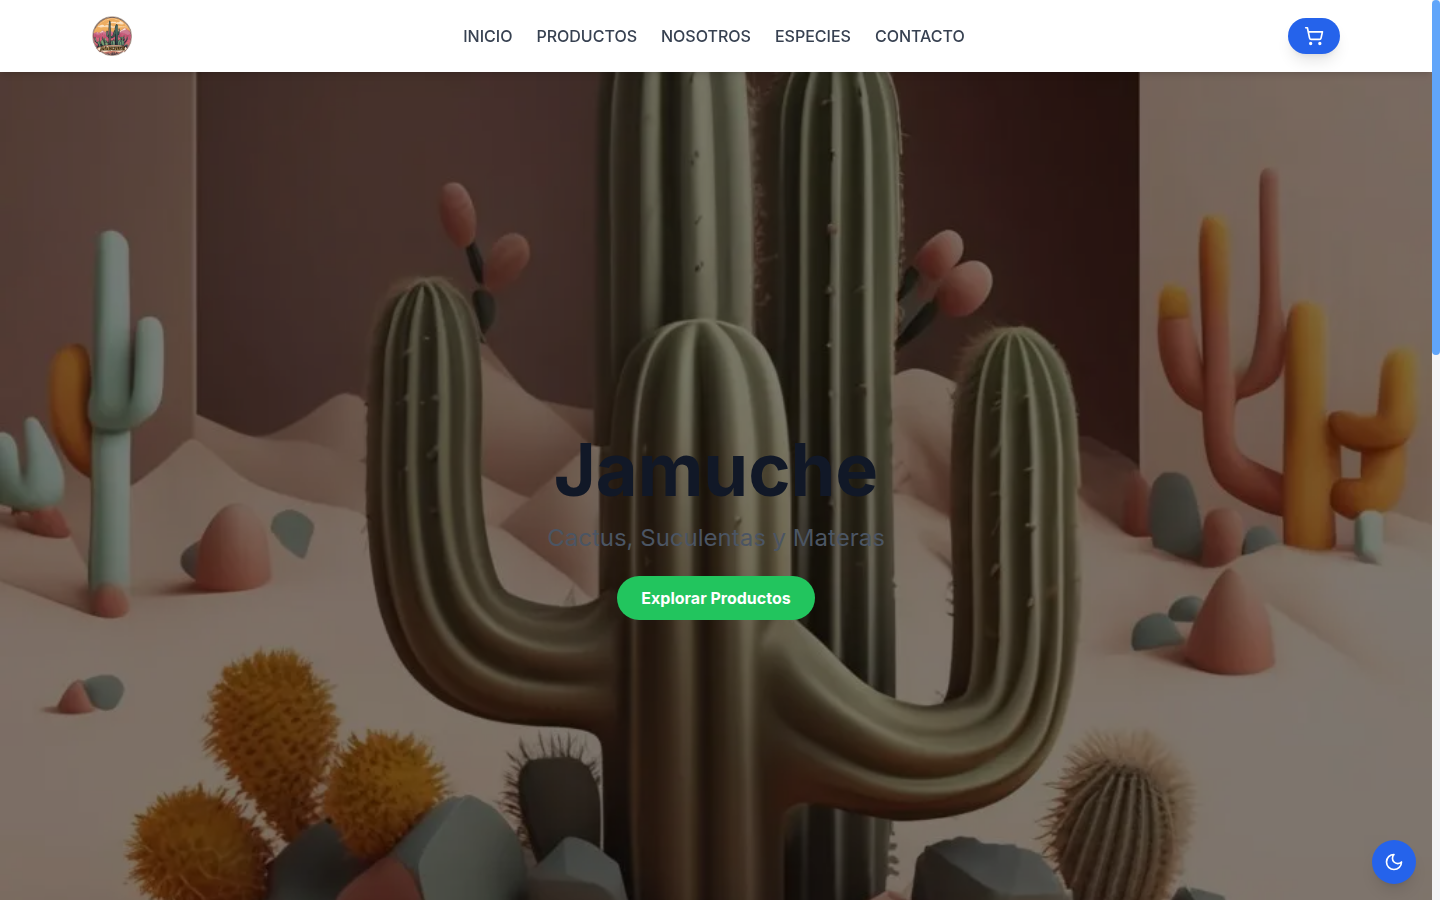 INICIO PRODUCTOS NOSOTROS ESPECIES CONTACTO
Jamuche
Cactus, Suculentas y Materas
Explorar Productos